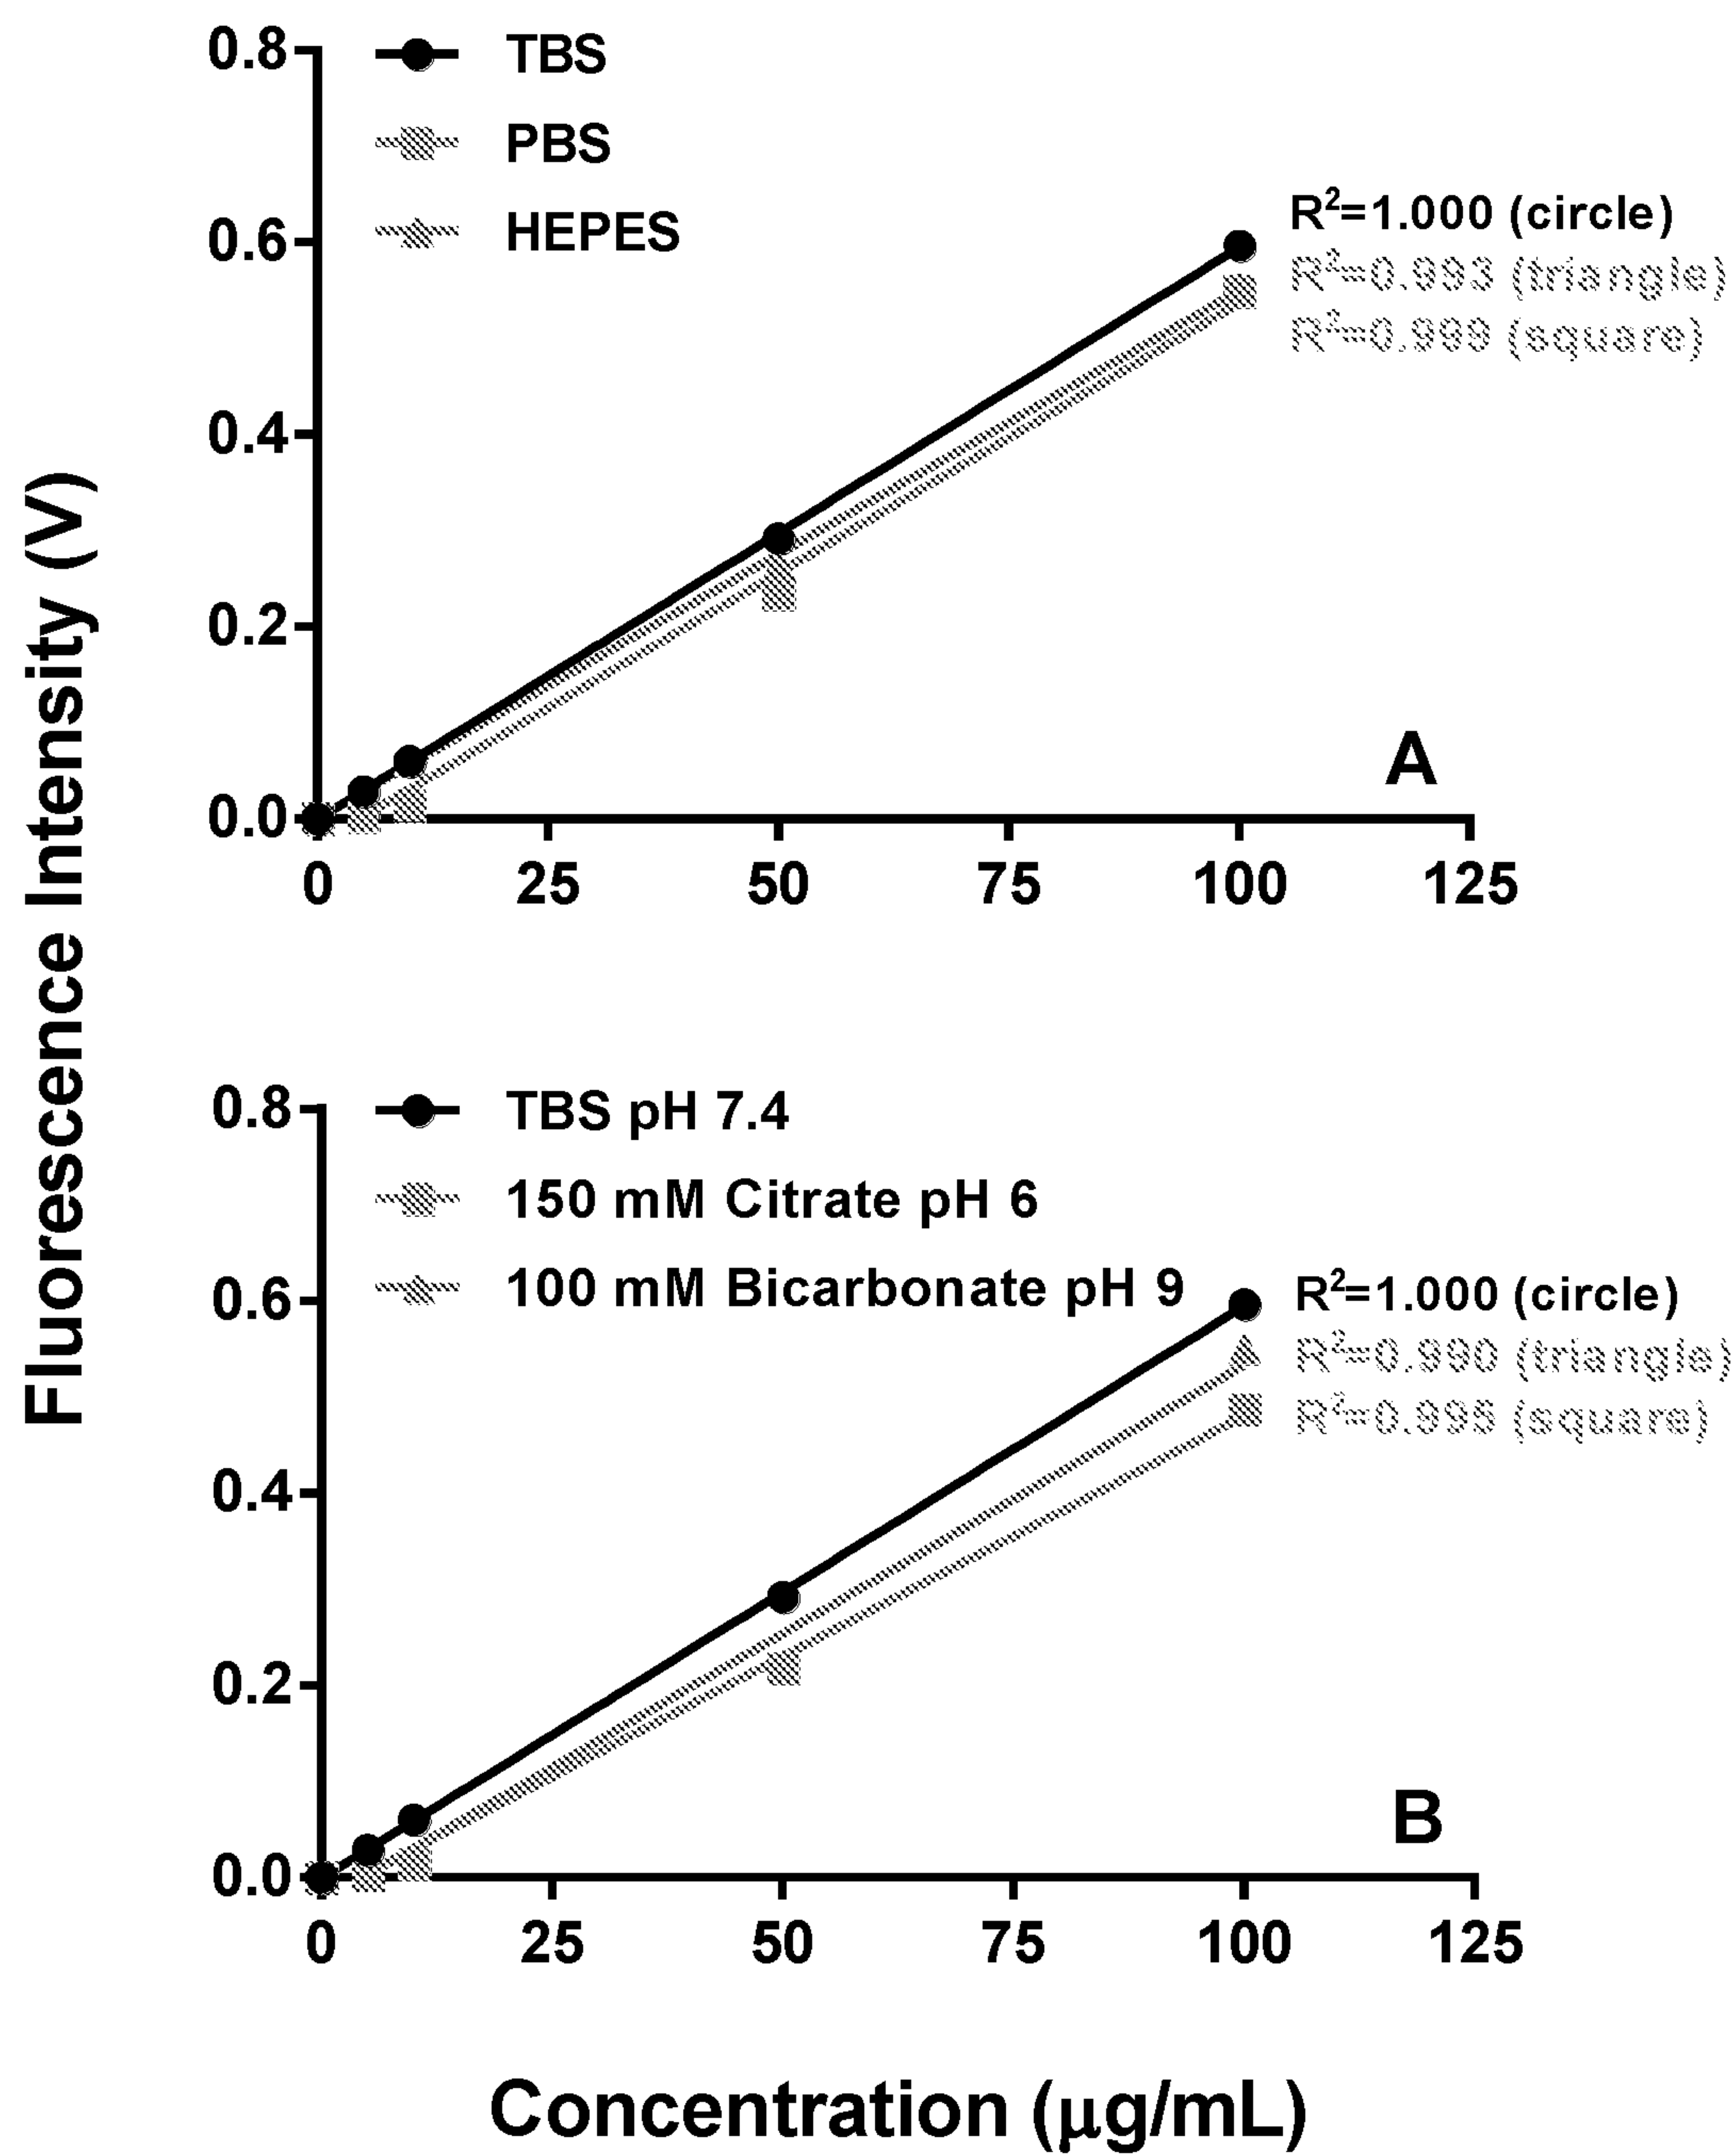 Fluorescence Intensity (V)
0.8
TBS
PBS
HEPES
0.6
R²=1.000 (circle)
R²=0.993 (triangle)
R²=0.999 (square)
0.4
0.2
A
0.0
0 25 50 75 100 125
0.8
TBS pH 7.4
150 mM Citrate pH 6
100 mM Bicarbonate pH 9
0.6
R²=1.000 (circle)
R²=0.990 (triangle)
R²=0.995 (square)
0.4
0.2
B
0.0
0 25 50 75 100 125
Concentration (μg/mL)